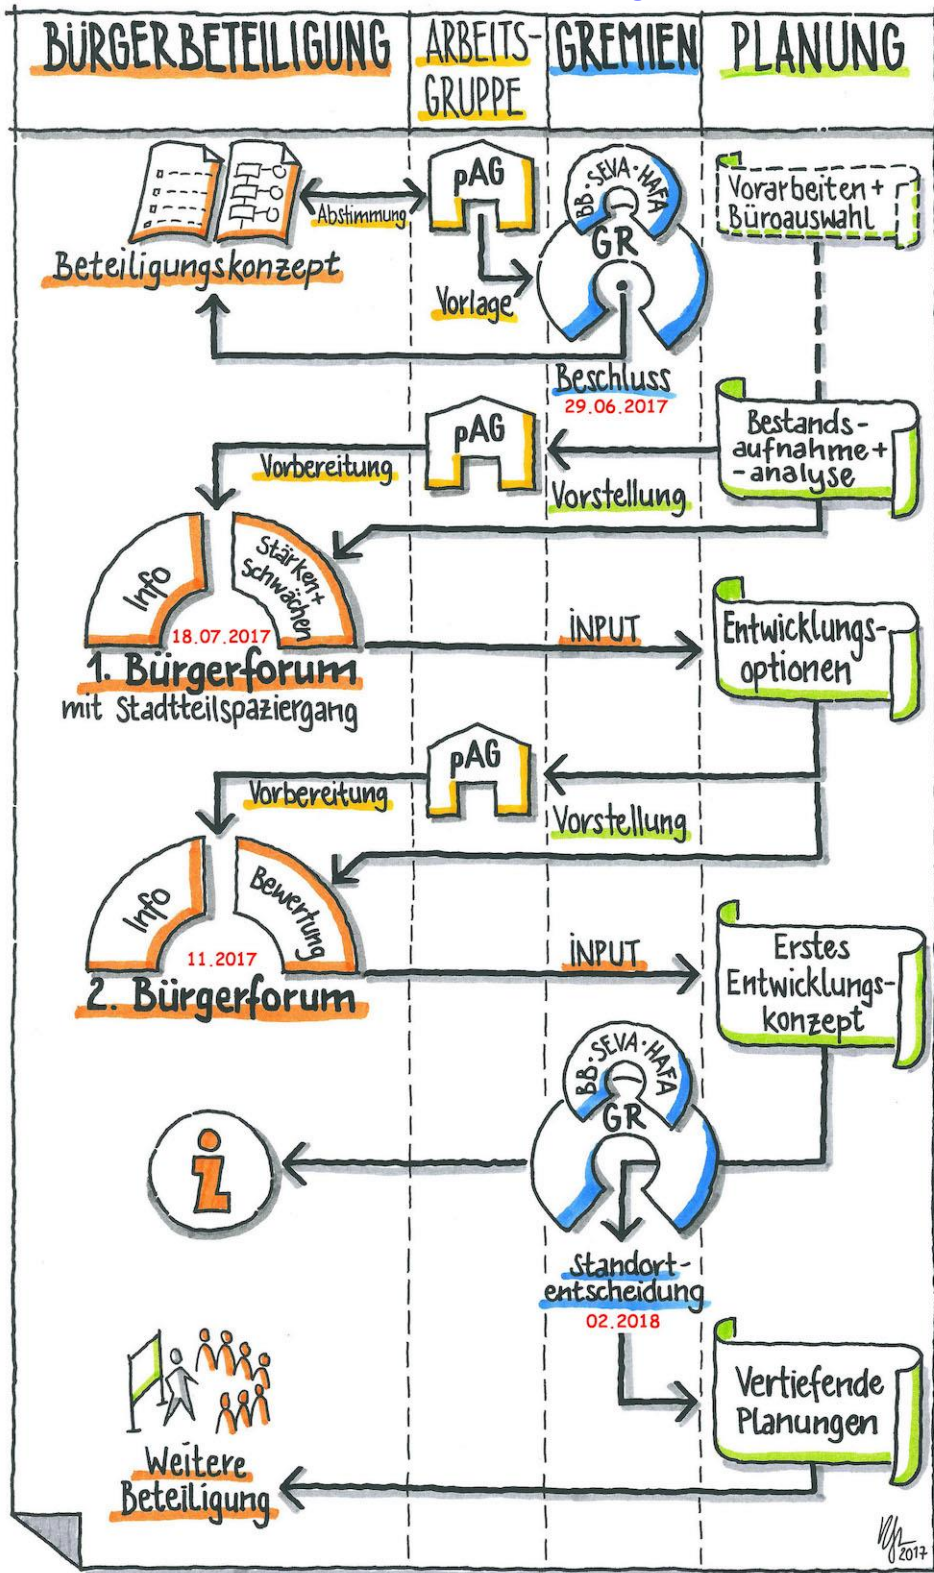 BÜRGERBETEILIGUNG
ARBEITS-
GRUPPE
GREMIEN
PLANUNG
Beteiligungskonzept
Abstimmung
pAG
Vorlage
BB·SEVA·HAFA
GR
Beschluss
29.06.2017
Vorarbeiten +
Büroauswahl
Bestands-
aufnahme +
-analyse
Vorstellung
pAG
Vorbereitung
Info
Stärken +
Schwächen
18.07.2017
1. Bürgerforum
mit Stadtteilspaziergang
INPUT
Entwicklungs-
optionen
Vorstellung
pAG
Vorbereitung
Info
Bewertung
11.2017
2. Bürgerforum
INPUT
Erstes
Entwicklungs-
konzept
BB·SEVA·HAFA
GR
i
Standort-
entscheidung
02.2018
Vertiefende
Planungen
Weitere
Beteiligung
2017